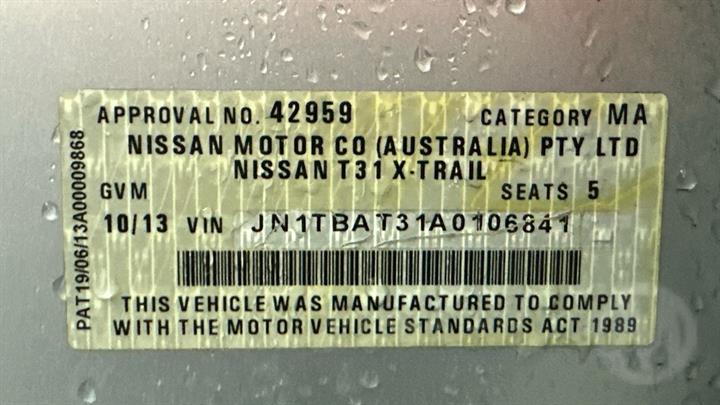 APPROVAL NO. 42959 CATEGORY MA
NISSAN MOTOR CO (AUSTRALIA) PTY LTD
NISSAN T31 X-TRAIL
GVM SEATS 5
10/13 VIN JN1TBAT31A0106841
THIS VEHICLE WAS MANUFACTURED TO COMPLY
WITH THE MOTOR VEHICLE STANDARDS ACT 1989
PAT19/06/13A00009868